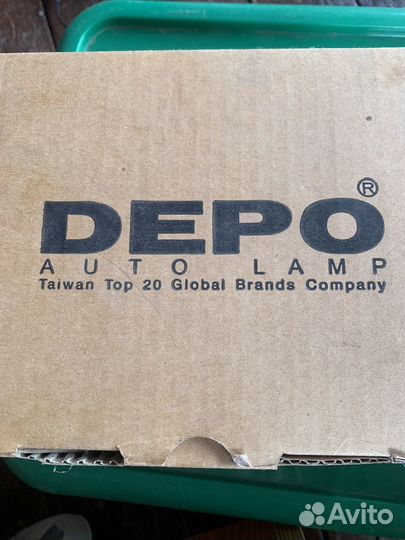 DEPO®
AUTO LAMP
Taiwan Top 20 Global Brands Company
Avito